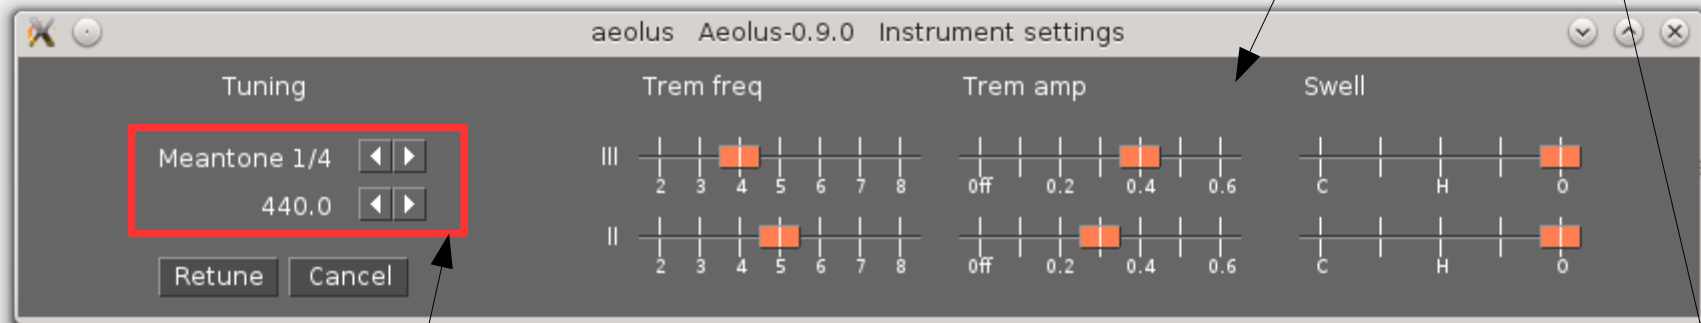 aeolus Aeolus-0.9.0 Instrument settings
Tuning Trem freq Trem amp Swell
Meantone 1/4 III
2 3 4 5 6 7 8 0ff 0.2 0.4 0.6 C H O
440.0
II
2 3 4 5 6 7 8 0ff 0.2 0.4 0.6 C H O
Retune Cancel